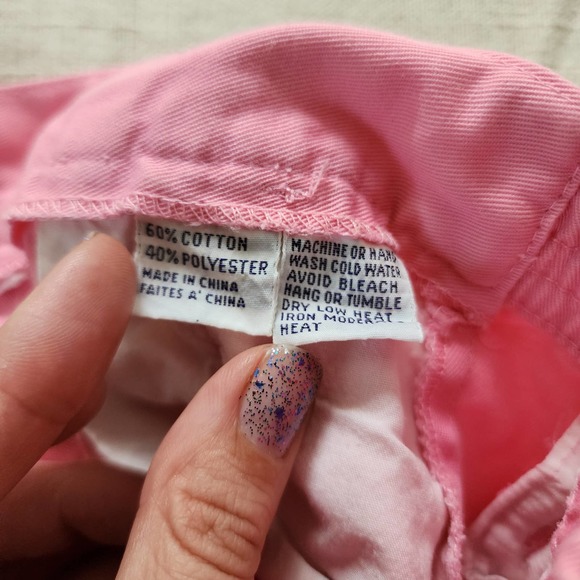 60% COTTON
40% POLYESTER
MADE IN CHINA
FAITES A' CHINA
MACHINE OR HAND
WASH COLD WATER
AVOID BLEACH
HANG OR TUMBLE
DRY LOW HEAT
IRON MODERATE
HEAT